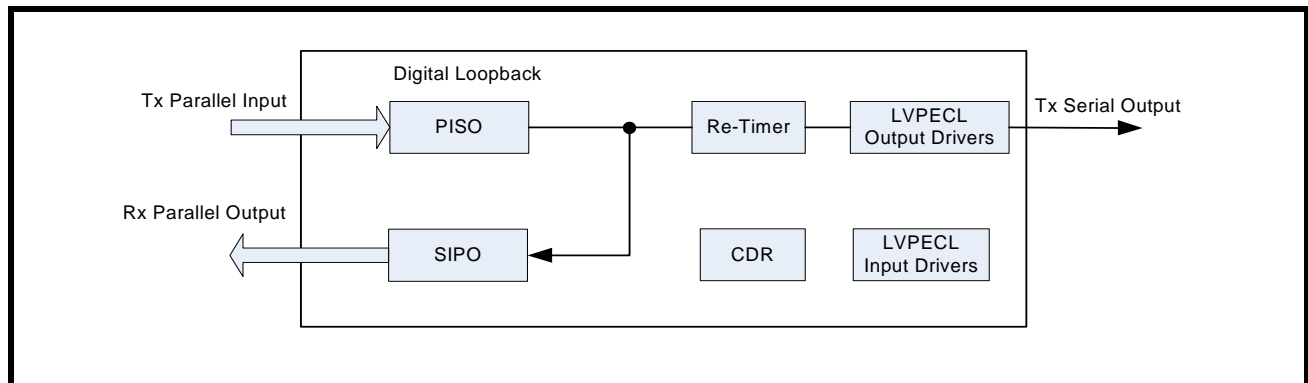 Digital Loopback
Tx Parallel Input
PISO
Re-Timer
LVPECL
Output Drivers
Tx Serial Output
Rx Parallel Output
SIPO
CDR
LVPECL
Input Drivers